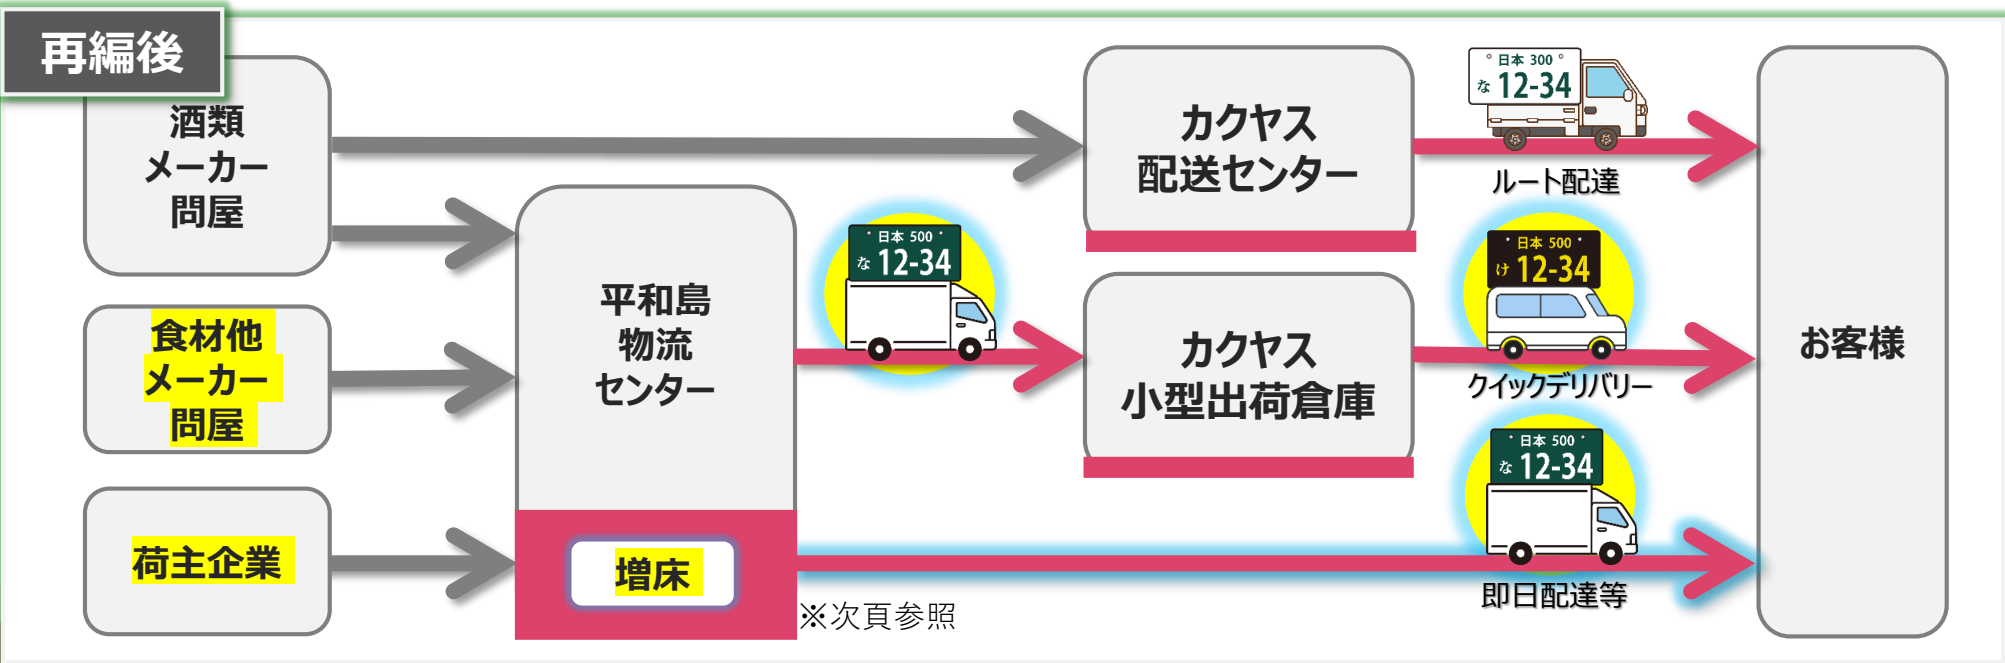 再編後
酒類
メーカー
問屋
食材他
メーカー
問屋
荷主企業
平和島
物流
センター
増床
※次頁参照
日本 500
な 12-34
カクヤス
配送センター
カクヤス
小型出荷倉庫
日本 300
な 12-34
ルート配達
日本 500
け 12-34
クイックデリバリー
日本 500
な 12-34
即日配達等
お客様